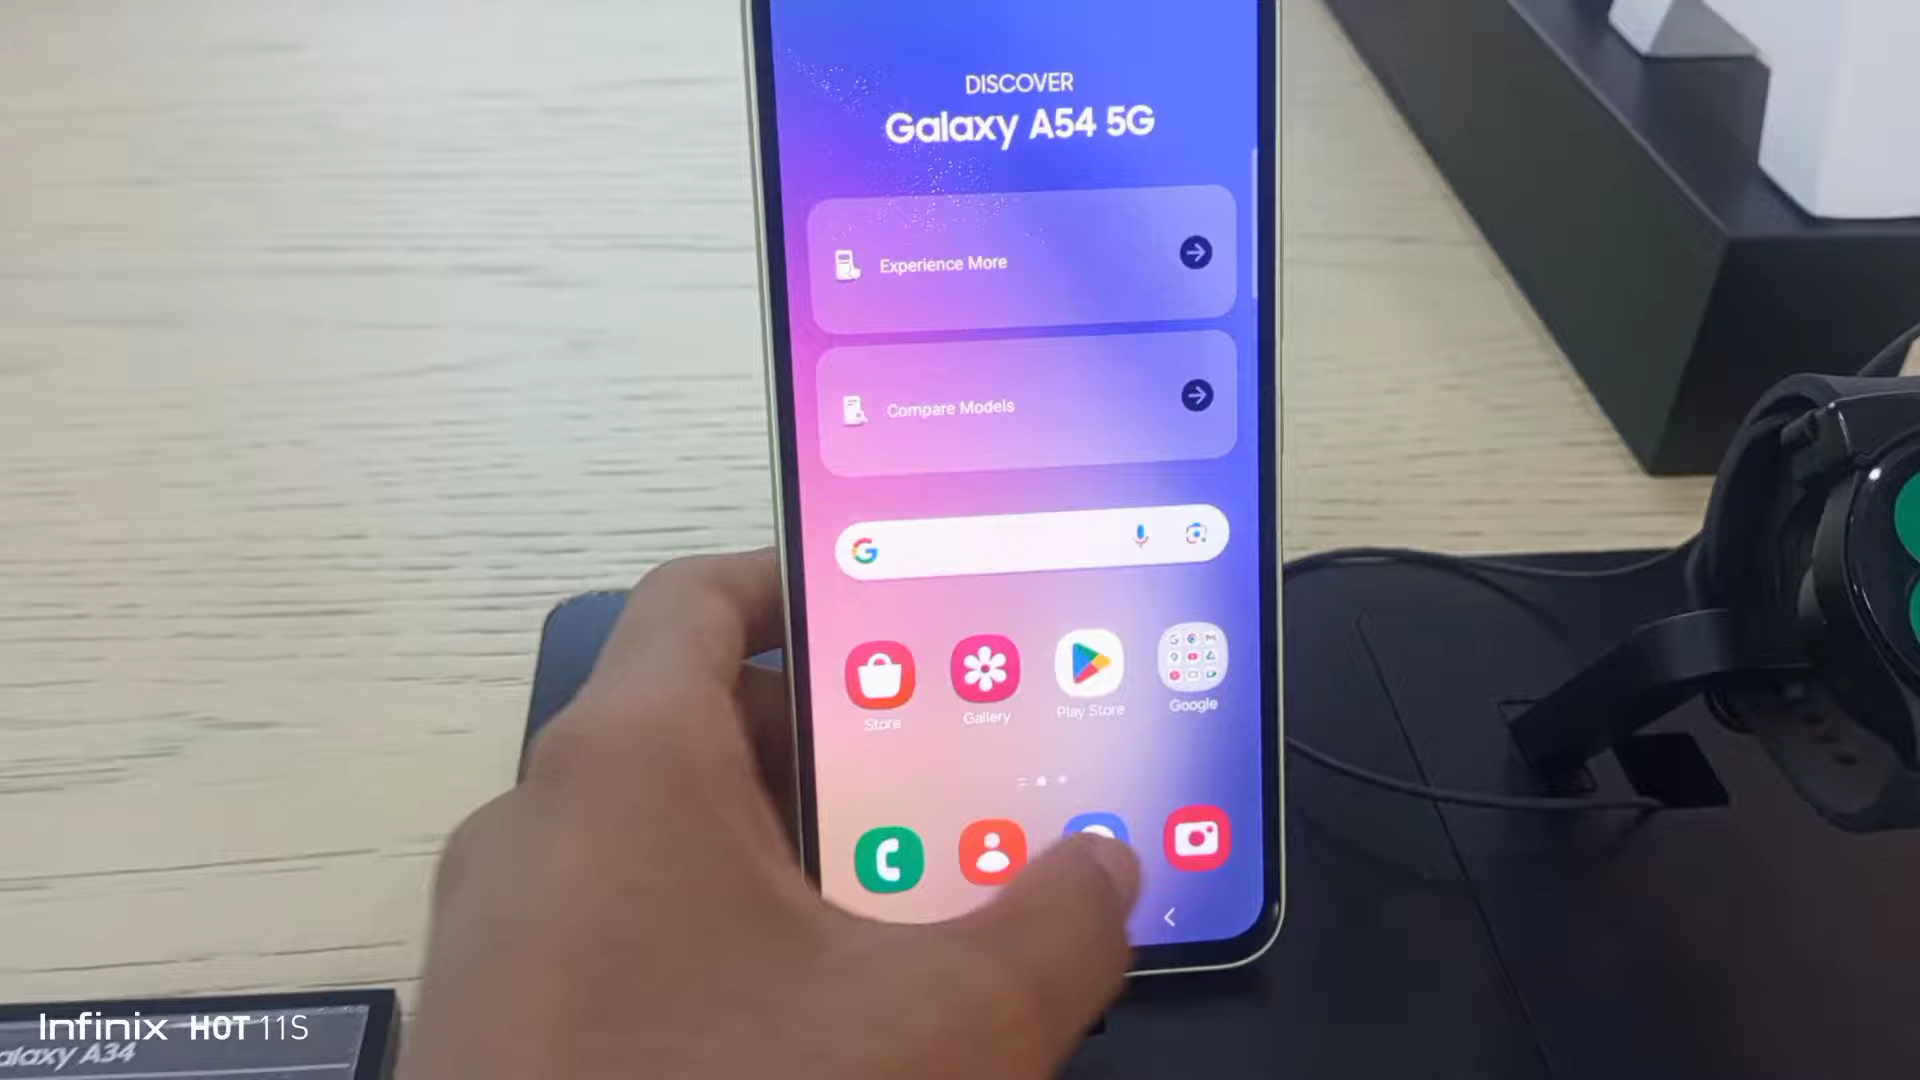 DISCOVER
Galaxy A54 5G
Experience More
Compare Models
Store
Gallery
Play Store
Google
Infinix HOT 11S
alaxy A34